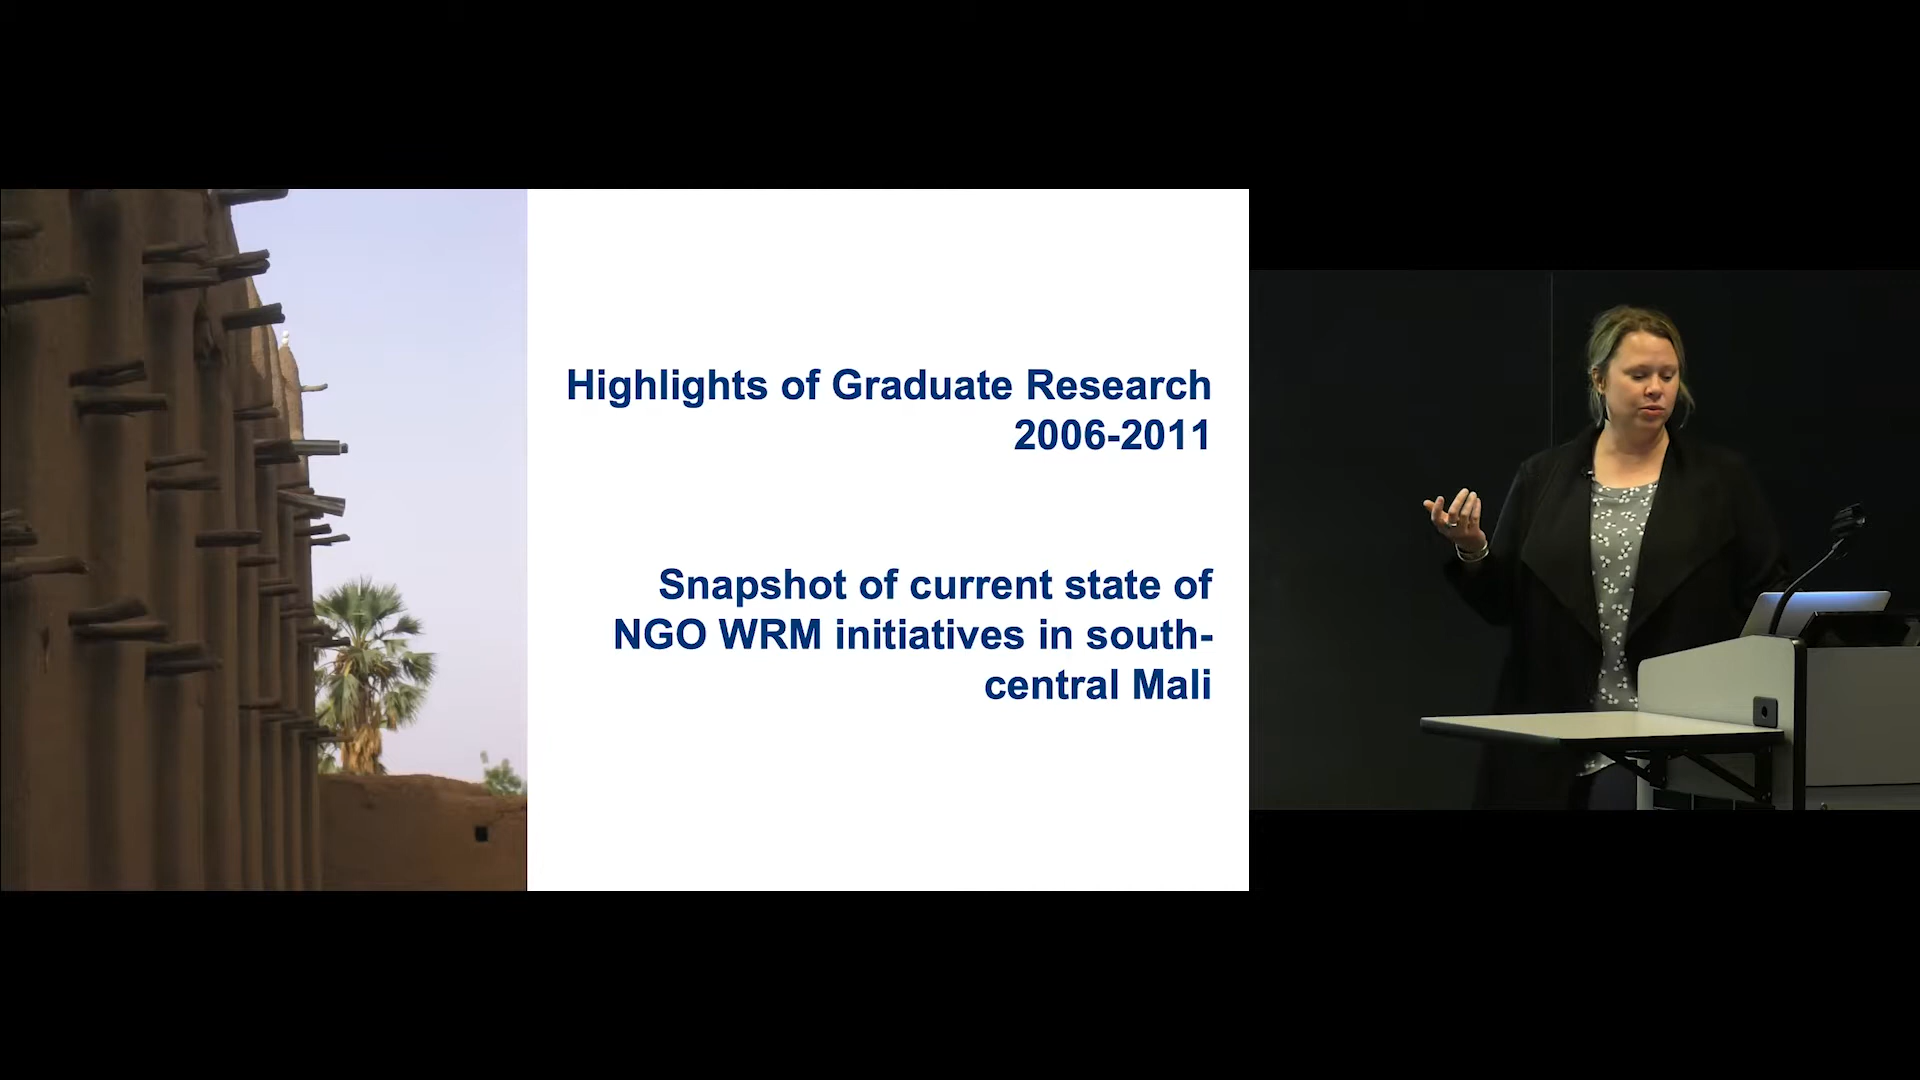 Highlights of Graduate Research
2006-2011
Snapshot of current state of
NGO WRM initiatives in south-
central Mali